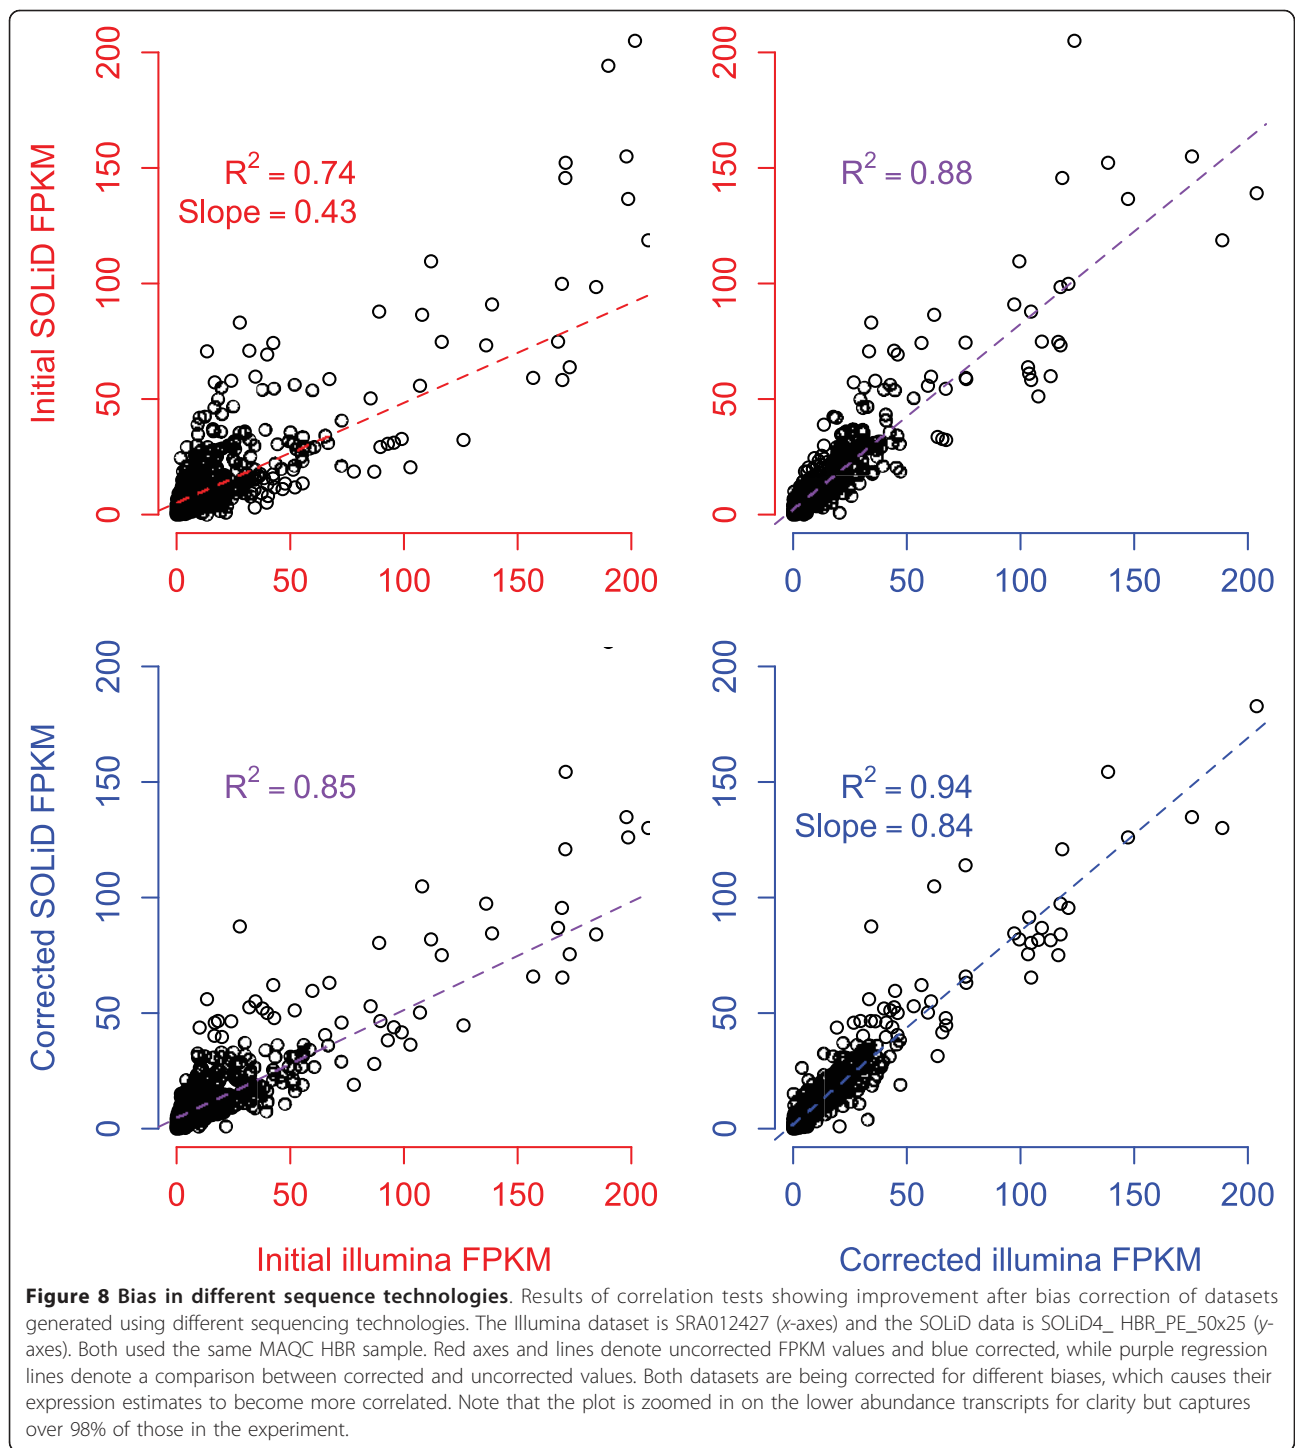 200
150
100
50
0
Initial SOLiD FPKM
R2 = 0.74
Slope = 0.43
0 50 100 150 200
200
150
100
50
0
R2 = 0.88
0 50 100 150 200
200
150
100
50
0
Corrected SOLiD FPKM
R2 = 0.85
0 50 100 150 200
Initial illumina FPKM
200
150
100
50
0
R2 = 0.94
Slope = 0.84
0 50 100 150 200
Corrected illumina FPKM
Figure 8 Bias in different sequence technologies. Results of correlation tests showing improvement after bias correction of datasets
generated using different sequencing technologies. The Illumina dataset is SRA012427 (x-axes) and the SOLiD data is SOLiD4_ HBR_PE_50x25 (y-
axes). Both used the same MAQC HBR sample. Red axes and lines denote uncorrected FPKM values and blue corrected, while purple regression
lines denote a comparison between corrected and uncorrected values. Both datasets are being corrected for different biases, which causes their
expression estimates to become more correlated. Note that the plot is zoomed in on the lower abundance transcripts for clarity but captures
over 98% of those in the experiment.